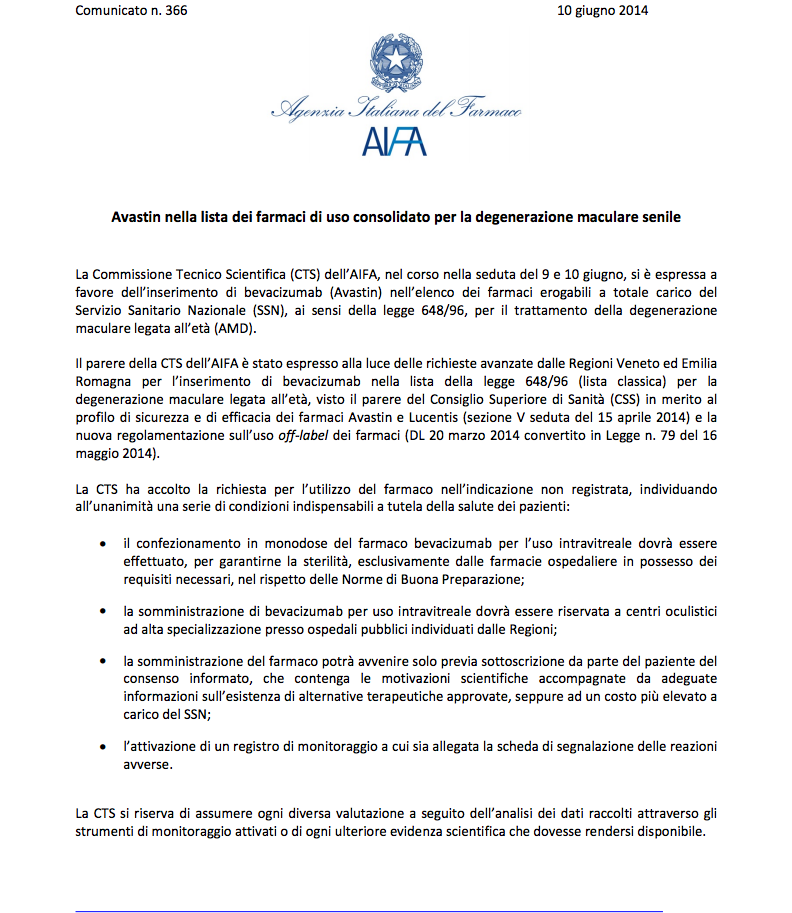 Comunicato n. 366 10 giugno 2014
Agenzia Italiana del Farmaco
AIFA
Avastin nella lista dei farmaci di uso consolidato per la degenerazione maculare senile
La Commissione Tecnico Scientifica (CTS) dell'AIFA, nel corso nella seduta del 9 e 10 giugno, si è espressa a
favore dell'inserimento di bevacizumab (Avastin) nell'elenco dei farmaci erogabili a totale carico del
Servizio Sanitario Nazionale (SSN), ai sensi della legge 648/96, per il trattamento della degenerazione
maculare legata all'età (AMD).
Il parere della CTS dell'AIFA è stato espresso alla luce delle richieste avanzate dalle Regioni Veneto ed Emilia
Romagna per l'inserimento di bevacizumab nella lista della legge 648/96 (lista classica) per la
degenerazione maculare legata all'età, visto il parere del Consiglio Superiore di Sanità (CSS) in merito al
profilo di sicurezza e di efficacia dei farmaci Avastin e Lucentis (sezione V seduta del 15 aprile 2014) e la
nuova regolamentazione sull'uso off-label dei farmaci (DL 20 marzo 2014 convertito in Legge n. 79 del 16
maggio 2014).
La CTS ha accolto la richiesta per l'utilizzo del farmaco nell'indicazione non registrata, individuando
all'unanimità una serie di condizioni indispensabili a tutela della salute dei pazienti:
• il confezionamento in monodose del farmaco bevacizumab per l'uso intravitreale dovrà essere
effettuato, per garantirne la sterilità, esclusivamente dalle farmacie ospedaliere in possesso dei
requisiti necessari, nel rispetto delle Norme di Buona Preparazione;
• la somministrazione di bevacizumab per uso intravitreale dovrà essere riservata a centri oculistici
ad alta specializzazione presso ospedali pubblici individuati dalle Regioni;
• la somministrazione del farmaco potrà avvenire solo previa sottoscrizione da parte del paziente del
consenso informato, che contenga le motivazioni scientifiche accompagnate da adeguate
informazioni sull'esistenza di alternative terapeutiche approvate, seppure ad un costo più elevato a
carico del SSN;
• l'attivazione di un registro di monitoraggio a cui sia allegata la scheda di segnalazione delle reazioni
avverse.
La CTS si riserva di assumere ogni diversa valutazione a seguito dell'analisi dei dati raccolti attraverso gli
strumenti di monitoraggio attivati o di ogni ulteriore evidenza scientifica che dovesse rendersi disponibile.